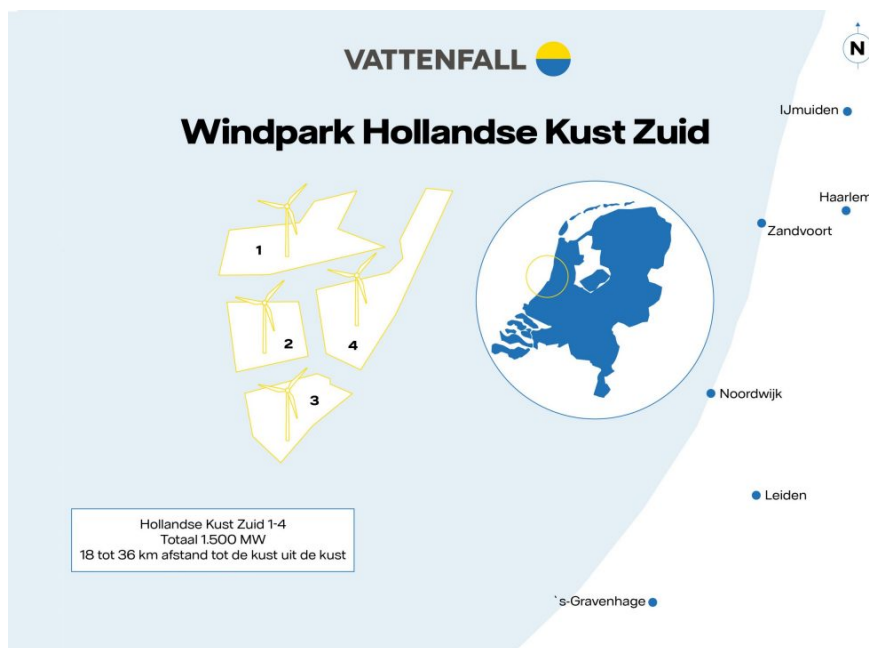 VATTENFALL
N
Windpark Hollandse Kust Zuid
IJmuiden
Haarlem
Zandvoort
1
2
4
3
Noordwijk
Leiden
Hollandse Kust Zuid 1-4
Totaal 1.500 MW
18 tot 36 km afstand tot de kust uit de kust
`s-Gravenhage